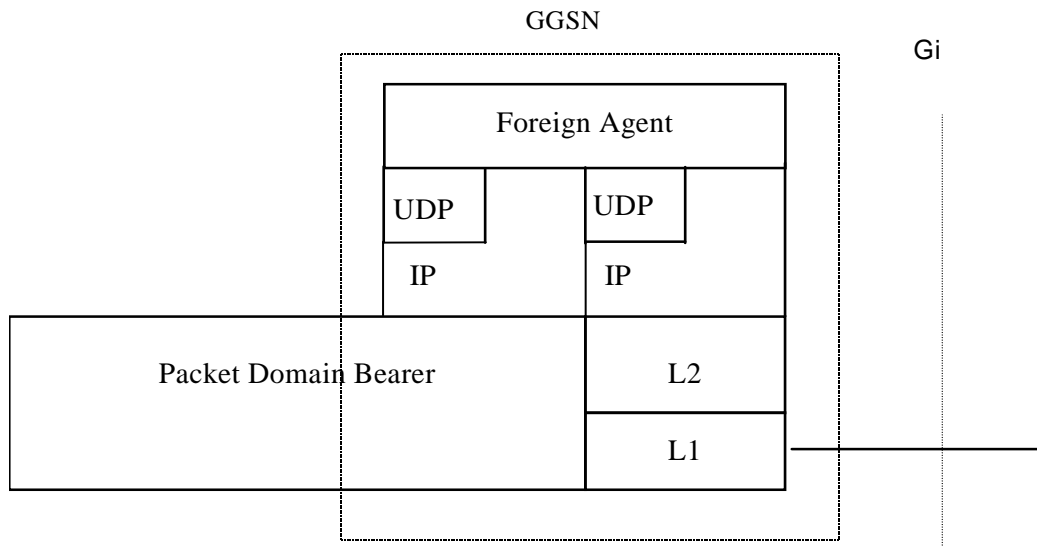 GGSN
Gi
Foreign Agent
UDP
UDP
IP
IP
Packet Domain Bearer
L2
L1